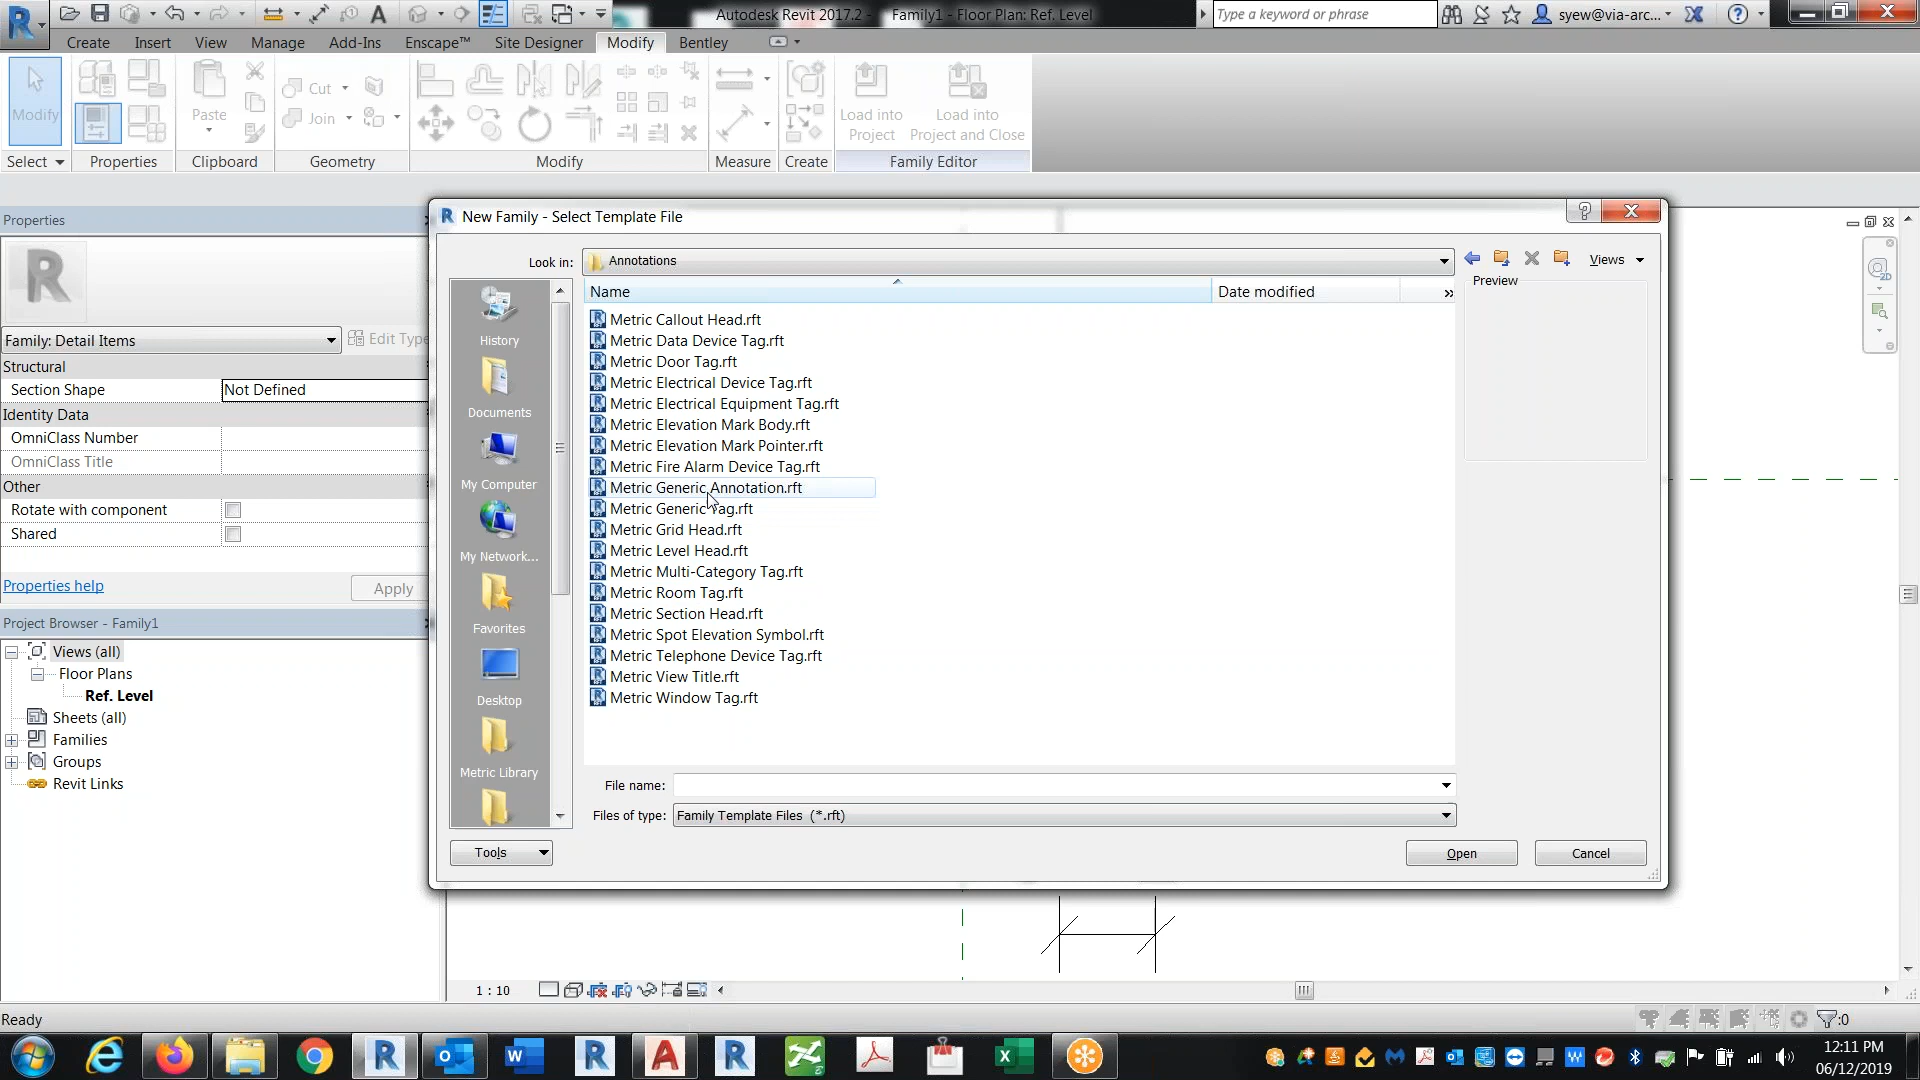 Autodesk Revit 2017.2 -    Family1 - Floor Plan: Ref. Level
Type a keyword or phrase
syew@via-arc...
Create
Insert
View
Manage
Add-Ins
Enscape™
Site Designer
Modify
Bentley
Modify
Paste
Cut
Join
Load into
Project
Load into
Project and Close
Select
Properties
Clipboard
Geometry
Modify
Measure
Create
Family Editor
Properties
Family: Detail Items
Edit Type
Structural
Section Shape
Not Defined
Identity Data
OmniClass Number
OmniClass Title
Other
Rotate with component
Shared
Properties help
Apply
Project Browser - Family1
Views (all)
Floor Plans
Ref. Level
Sheets (all)
Families
Groups
Revit Links
New Family - Select Template File
Look in:
Annotations
Views
Preview
History
Documents
My Computer
My Network...
Favorites
Desktop
Metric Library
Name
Date modified
»
Metric Callout Head.rft
Metric Data Device Tag.rft
Metric Door Tag.rft
Metric Electrical Device Tag.rft
Metric Electrical Equipment Tag.rft
Metric Elevation Mark Body.rft
Metric Elevation Mark Pointer.rft
Metric Fire Alarm Device Tag.rft
Metric Generic Annotation.rft
Metric Generic Tag.rft
Metric Grid Head.rft
Metric Level Head.rft
Metric Multi-Category Tag.rft
Metric Room Tag.rft
Metric Section Head.rft
Metric Spot Elevation Symbol.rft
Metric Telephone Device Tag.rft
Metric View Title.rft
Metric Window Tag.rft
File name:
Files of type:
Family Template Files (*.rft)
Tools
Open
Cancel
1 : 10
Ready
:0
12:11 PM
06/12/2019